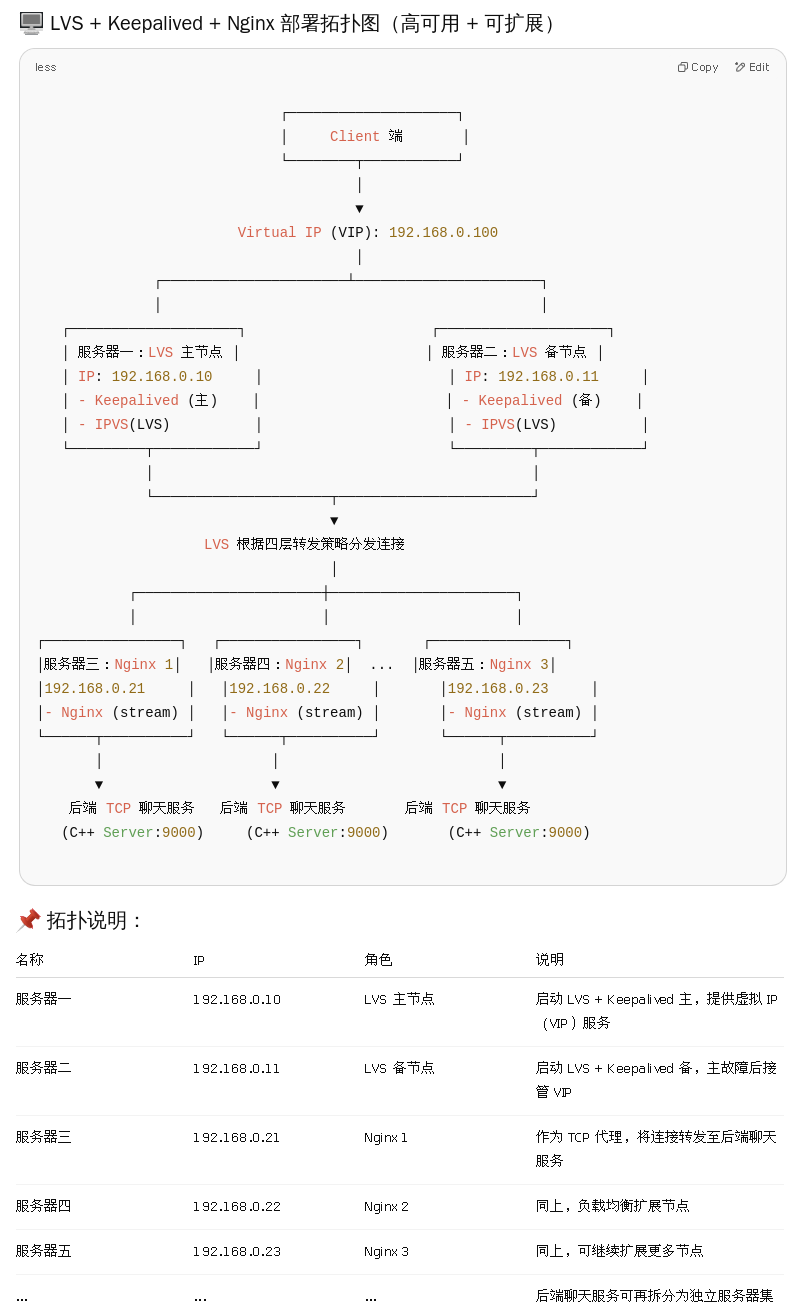 LVS + Keepalived + Nginx 部署拓扑图（高可用 + 可扩展）
less Copy Edit
Client 端
Virtual IP (VIP): 192.168.0.100
服务器一：LVS 主节点 服务器二：LVS 备节点
IP: 192.168.0.10 IP: 192.168.0.11
- Keepalived (主) - Keepalived (备)
- IPVS(LVS) - IPVS(LVS)
LVS 根据四层转发策略分发连接
服务器三：Nginx 1 服务器四：Nginx 2 ... 服务器五：Nginx 3
192.168.0.21 192.168.0.22 192.168.0.23
- Nginx (stream) - Nginx (stream) - Nginx (stream)
后端 TCP 聊天服务 后端 TCP 聊天服务 后端 TCP 聊天服务
(C++ Server:9000) (C++ Server:9000) (C++ Server:9000)
拓扑说明：
名称 IP 角色 说明
服务器一 192.168.0.10 LVS 主节点 启动 LVS + Keepalived 主，提供虚拟 IP
（VIP）服务
服务器二 192.168.0.11 LVS 备节点 启动 LVS + Keepalived 备，主故障后接
管 VIP
服务器三 192.168.0.21 Nginx 1 作为 TCP 代理，将连接转发至后端聊天
服务
服务器四 192.168.0.22 Nginx 2 同上，负载均衡扩展节点
服务器五 192.168.0.23 Nginx 3 同上，可继续扩展更多节点
... ... ... 后端聊天服务可再拆分为独立服务器集